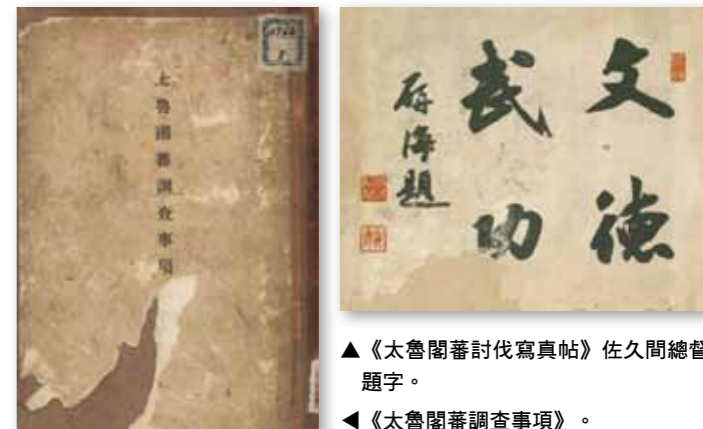 太魯閣蕃調查事項
文德
武功
研海題
▲《太魯閣蕃討伐寫真帖》佐久間總督
題字。
◀《太魯閣蕃調查事項》。